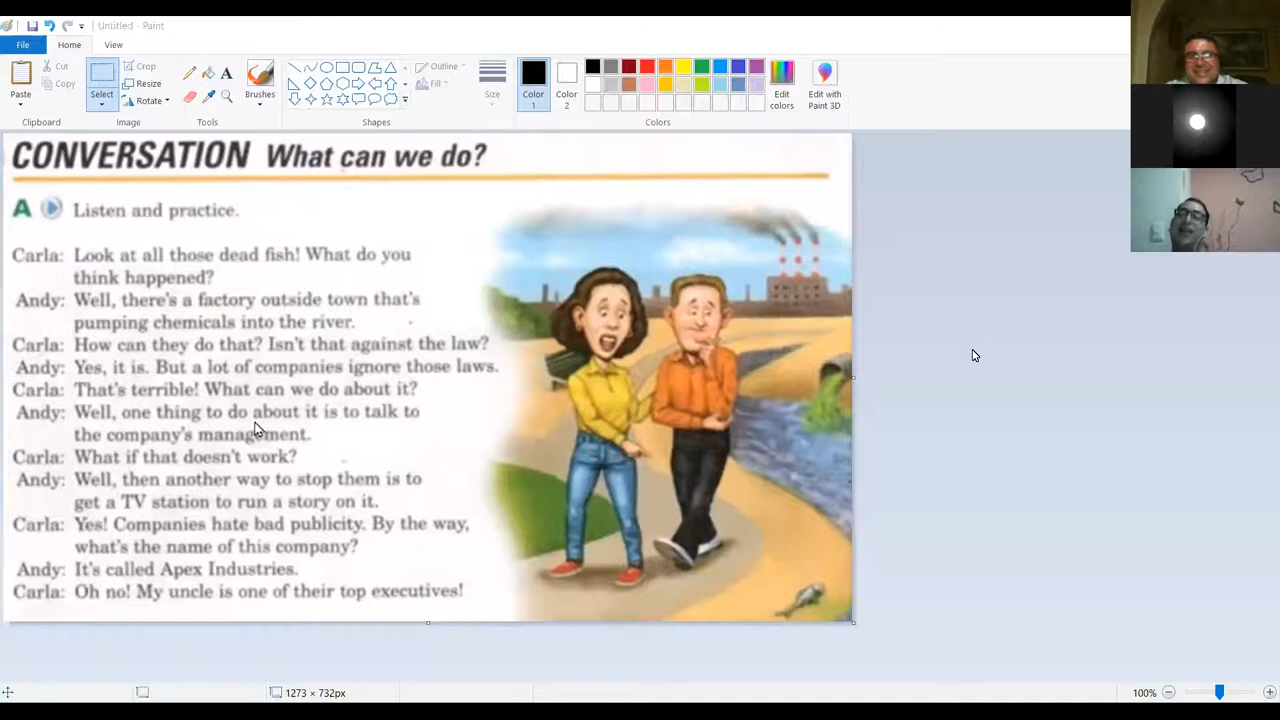 Untitled - Paint
File Home View
Cut
Copy
Paste
Clipboard
Crop
Resize
Rotate
Select
Image
Tools
Brushes
Outline
Fill
Shapes
Size
Color 1
Color 2
Edit colors
Edit with Paint 3D
Colors
CONVERSATION What can we do?
A Listen and practice.
Carla: Look at all those dead fish! What do you
think happened?
Andy: Well, there's a factory outside town that's
pumping chemicals into the river.
Carla: How can they do that? Isn't that against the law?
Andy: Yes, it is. But a lot of companies ignore those laws.
Carla: That's terrible! What can we do about it?
Andy: Well, one thing to do about it is to talk to
the company's management.
Carla: What if that doesn't work?
Andy: Well, then another way to stop them is to
get a TV station to run a story on it.
Carla: Yes! Companies hate bad publicity. By the way,
what's the name of this company?
Andy: It's called Apex Industries.
Carla: Oh no! My uncle is one of their top executives!
1273 × 732px
100%